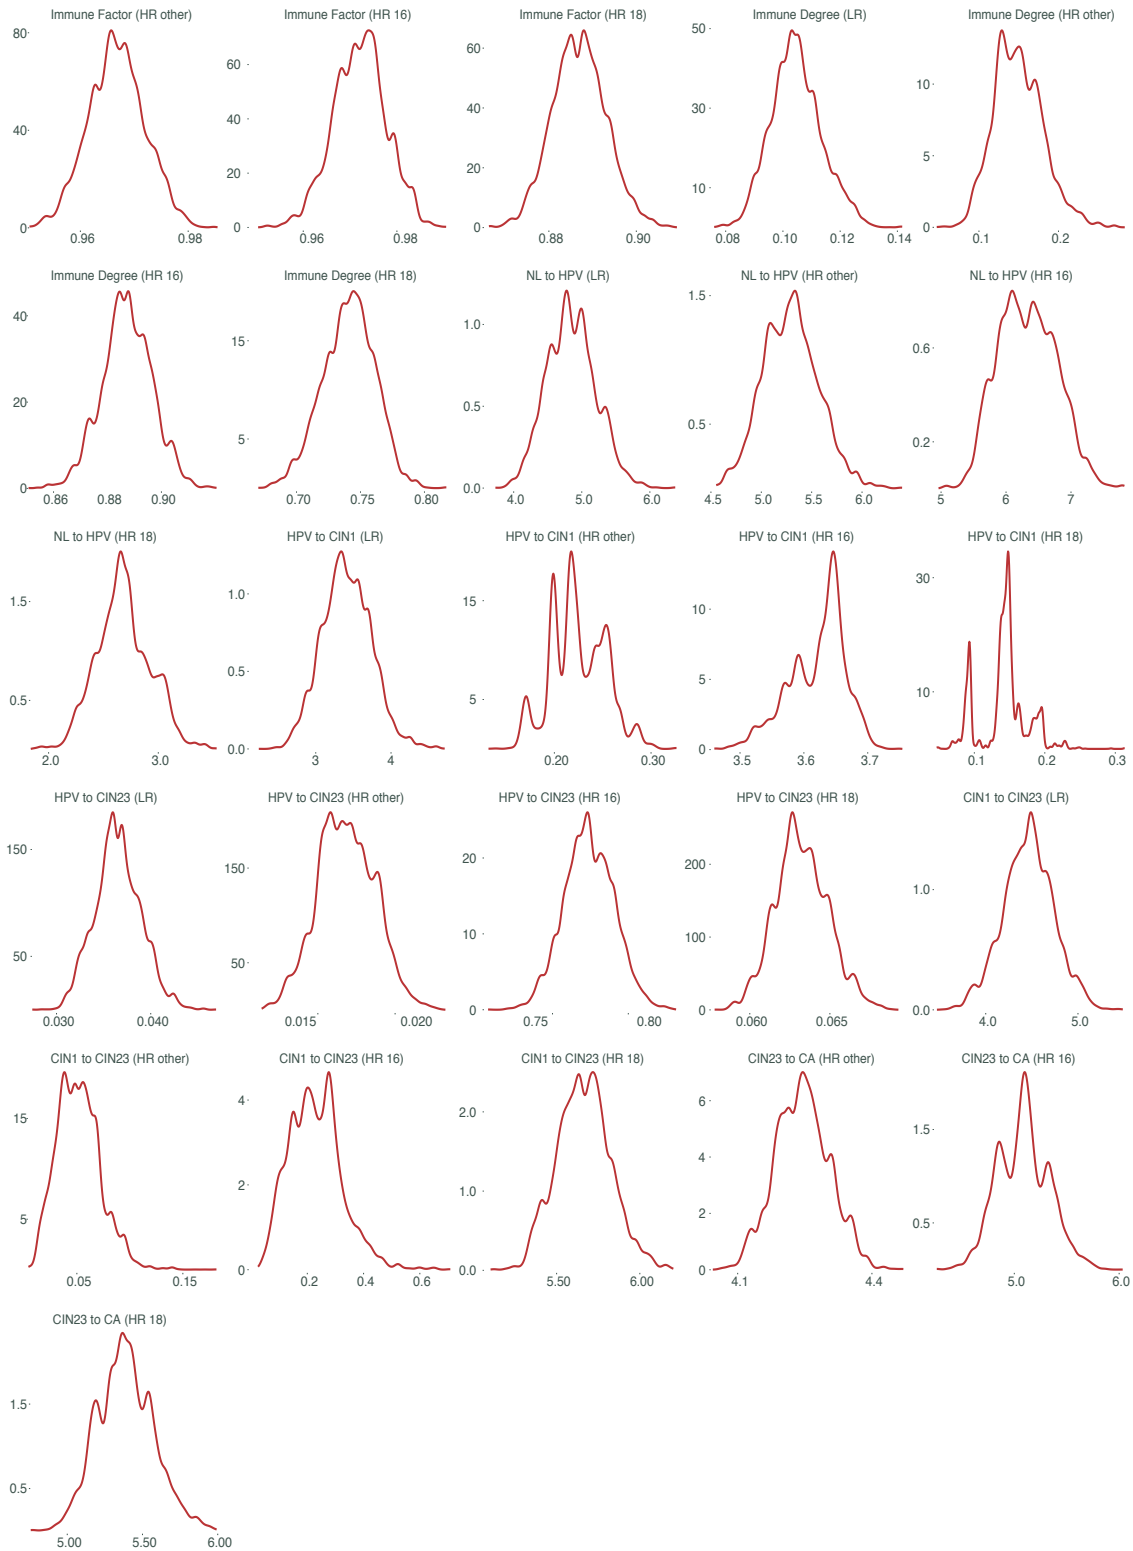 Immune Factor (HR other) Immune Factor (HR 16) Immune Factor (HR 18) Immune Degree (LR) Immune Degree (HR other)
80 40 0 60 40 20 0 60 40 20 0 50 30 10 10 5 0
0.96 0.98 0.96 0.98 0.88 0.90 0.08 0.10 0.12 0.14 0.1 0.2
Immune Degree (HR 16) Immune Degree (HR 18) NL to HPV (LR) NL to HPV (HR other) NL to HPV (HR 16)
40 20 0 15 5 1.0 0.5 0.0 1.5 0.5 0.6 0.2
0.86 0.88 0.90 0.70 0.75 0.80 4.0 5.0 6.0 4.5 5.0 5.5 6.0 5 6 7
NL to HPV (HR 18) HPV to CIN1 (LR) HPV to CIN1 (HR other) HPV to CIN1 (HR 16) HPV to CIN1 (HR 18)
1.5 0.5 1.0 0.5 0.0 15 5 10 5 0 30 10
2.0 3.0 3 4 0.20 0.30 3.5 3.6 3.7 0.1 0.2 0.3
HPV to CIN23 (LR) HPV to CIN23 (HR other) HPV to CIN23 (HR 16) HPV to CIN23 (HR 18) CIN1 to CIN23 (LR)
150 50 150 50 20 10 0 200 100 0 1.0 0.0
0.030 0.040 0.015 0.020 0.75 0.80 0.060 0.065 4.0 5.0
CIN1 to CIN23 (HR other) CIN1 to CIN23 (HR 16) CIN1 to CIN23 (HR 18) CIN23 to CA (HR other) CIN23 to CA (HR 16)
15 5 4 2 0 2.0 1.0 0.0 6 4 2 0 1.5 0.5
0.05 0.15 0.2 0.4 0.6 5.50 6.00 4.1 4.4 5.0 6.0
CIN23 to CA (HR 18)
1.5 0.5
5.00 5.50 6.00